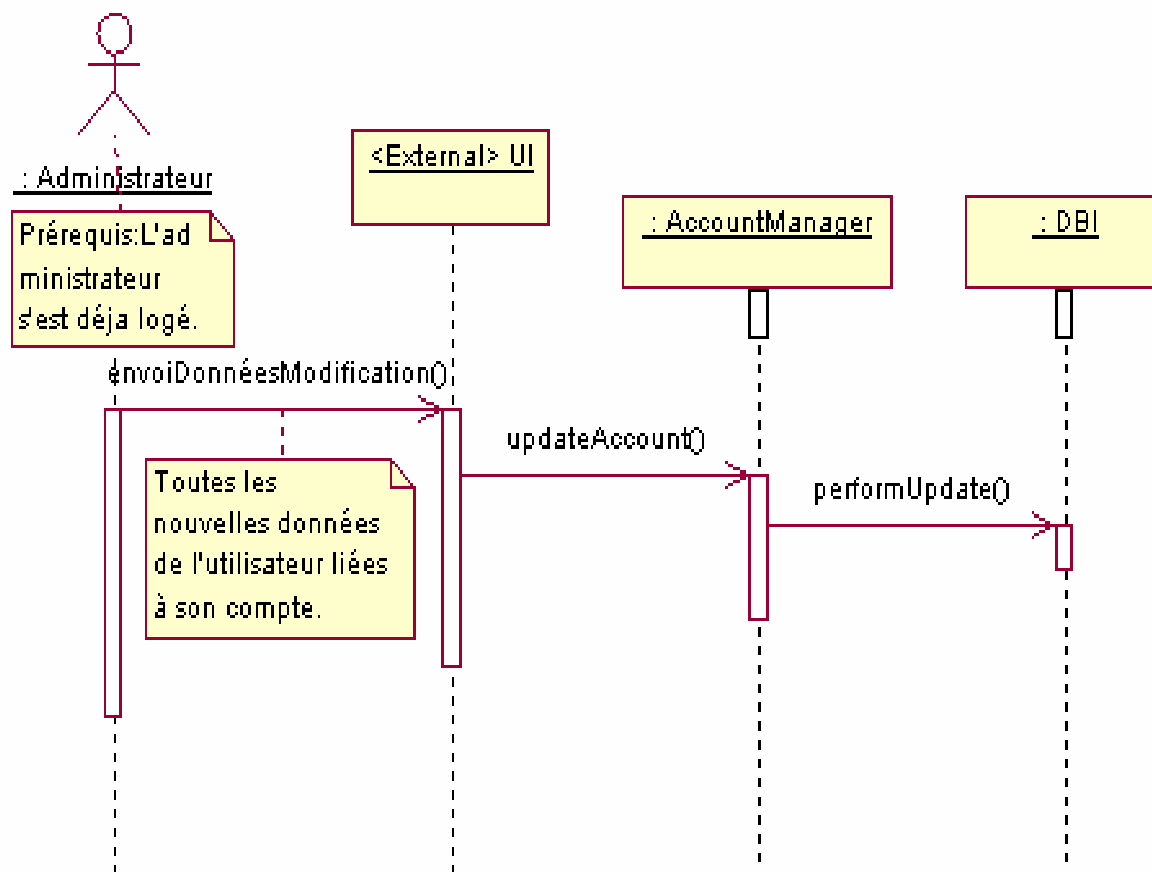 : Administrateur
<External> UI
: AccountManager
: DBI
Prérequis:L'ad
ministrateur
s'est déja logé.
envoiDonnéesModification()
updateAccount()
performUpdate()
Toutes les
nouvelles données
de l'utilisateur liées
à son compte.